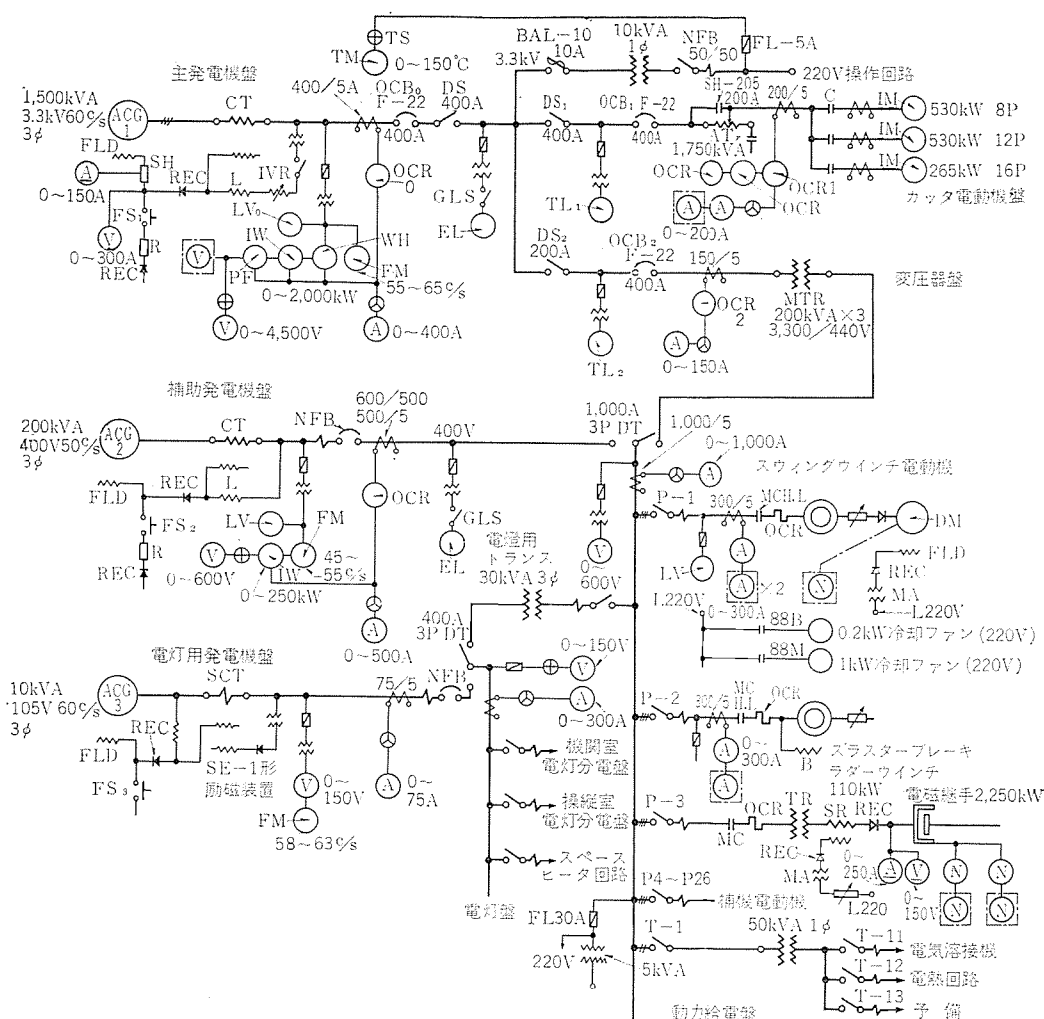 TS
TM
0~150℃
主発電機盤
BAL-10
10A
3.3kV
10kVA
1φ
NFB
50/50
FL-5A
220V操作回路
1,500kVA
3.3kV60c/s
3φ
ACG
1
CT
400/5A
OCB₀
F-22
400A
DS
400A
DS₁
400A
OCB₁ F-22
400A
SH-205
200A
200/5
AT
1,750kVA
C
IM
530kW 8P
IM
530kW 12P
IM
265kW 16P
カッタ電動機盤
FLD
SH
A
0~150A
REC
IVR
L
FS₁
V
0~300A
R
REC
LV₀
IW
WH
V
PF
FM
55~65c/s
0~2,000kW
V
0~4,500V
A
0~400A
OCR
0
GLS
EL
TL₁
OCR
OCR1
OCR
A
A
0~200A
DS₂
200A
OCB₂
F-22
400A
150/5
OCR
2
A
0~150A
TL₂
MTR
200kVA×3
3,300/440V
変圧器盤
補助発電機盤
200kVA
400V50c/s
3φ
ACG
2
CT
NFB
600/500
500/5
400V
1,000A
3P DT
1,000/5
A
0~1,000A
スウィングウインチ電動機
FLD
REC
L
FS₂
R
REC
LV
FM
V
0~600V
IW
45~
55c/s
0~250kW
OCR
A
0~500A
GLS
EL
電燈用
トランス
30kVA 3φ
V
0~
600V
P-1
300/5
MCH.L
OCR
DM
LV
A
A
×2
0~300A
N
FLD
REC
MA
L220V
L220V
88B
0.2kW冷却ファン(220V)
88M
1kW冷却ファン(220V)
400A
3P DT
0~150V
V
A
0~300A
電灯用発電機盤
10kVA
105V 60c/s
3φ
ACG
3
SCT
75/5
NFB
FLD
REC
FS₃
SE-1形
励磁装置
V
0~
150V
FM
58~63c/s
A
0~
75A
機関室
電灯分電盤
操縦室
電灯分電盤
スペース
ヒータ回路
電灯盤
P-2
300/5
MC
H.L
OCR
A
0~
300A
A
B
スラスターブレーキ
ラダーウインチ
110kW
電磁継手2,250kW
P-3
MC
OCR
TR
SR
REC
REC
MA
0~
250A
A
V
0~
150V
L220
N
N
N
N
P4~P26
補機電動機
FL30A
220V
5kVA
T-1
50kVA 1φ
T-11
電気溶接機
T-12
電熱回路
T-13
予備
動力給電盤